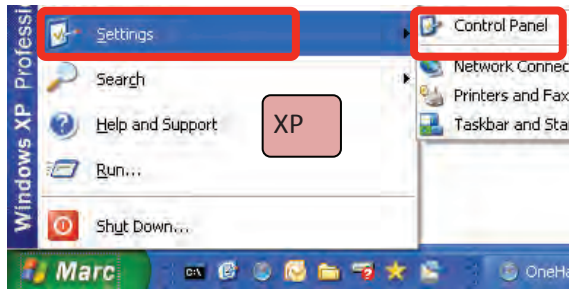 Windows XP Professi
Settings
Search
Help and Support
XP
Run...
Shut Down...
Control Panel
Network Connec
Printers and Fax
Taskbar and Sta
Marc
C:\
OneHa